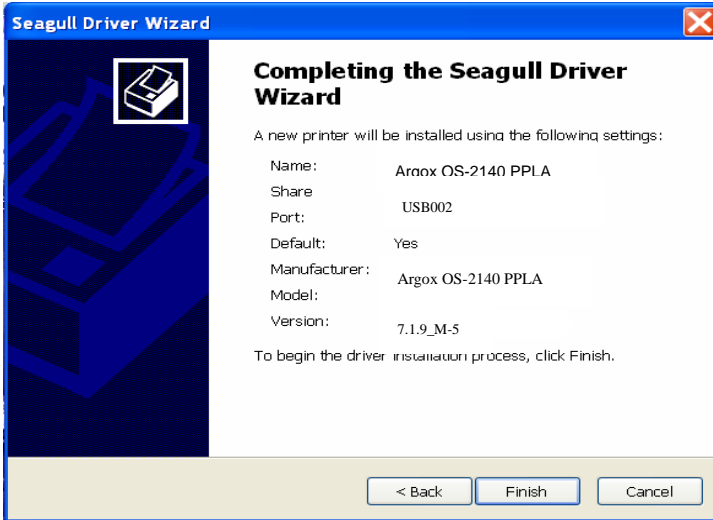 Seagull Driver Wizard
Completing the Seagull Driver
Wizard
A new printer will be installed using the following settings:
Name: Argox OS-2140 PPLA
Share
Port: USB002
Default: Yes
Manufacturer:
Argox OS-2140 PPLA
Model:
Version: 7.1.9_M-5
To begin the driver installation process, click Finish.
< Back Finish Cancel